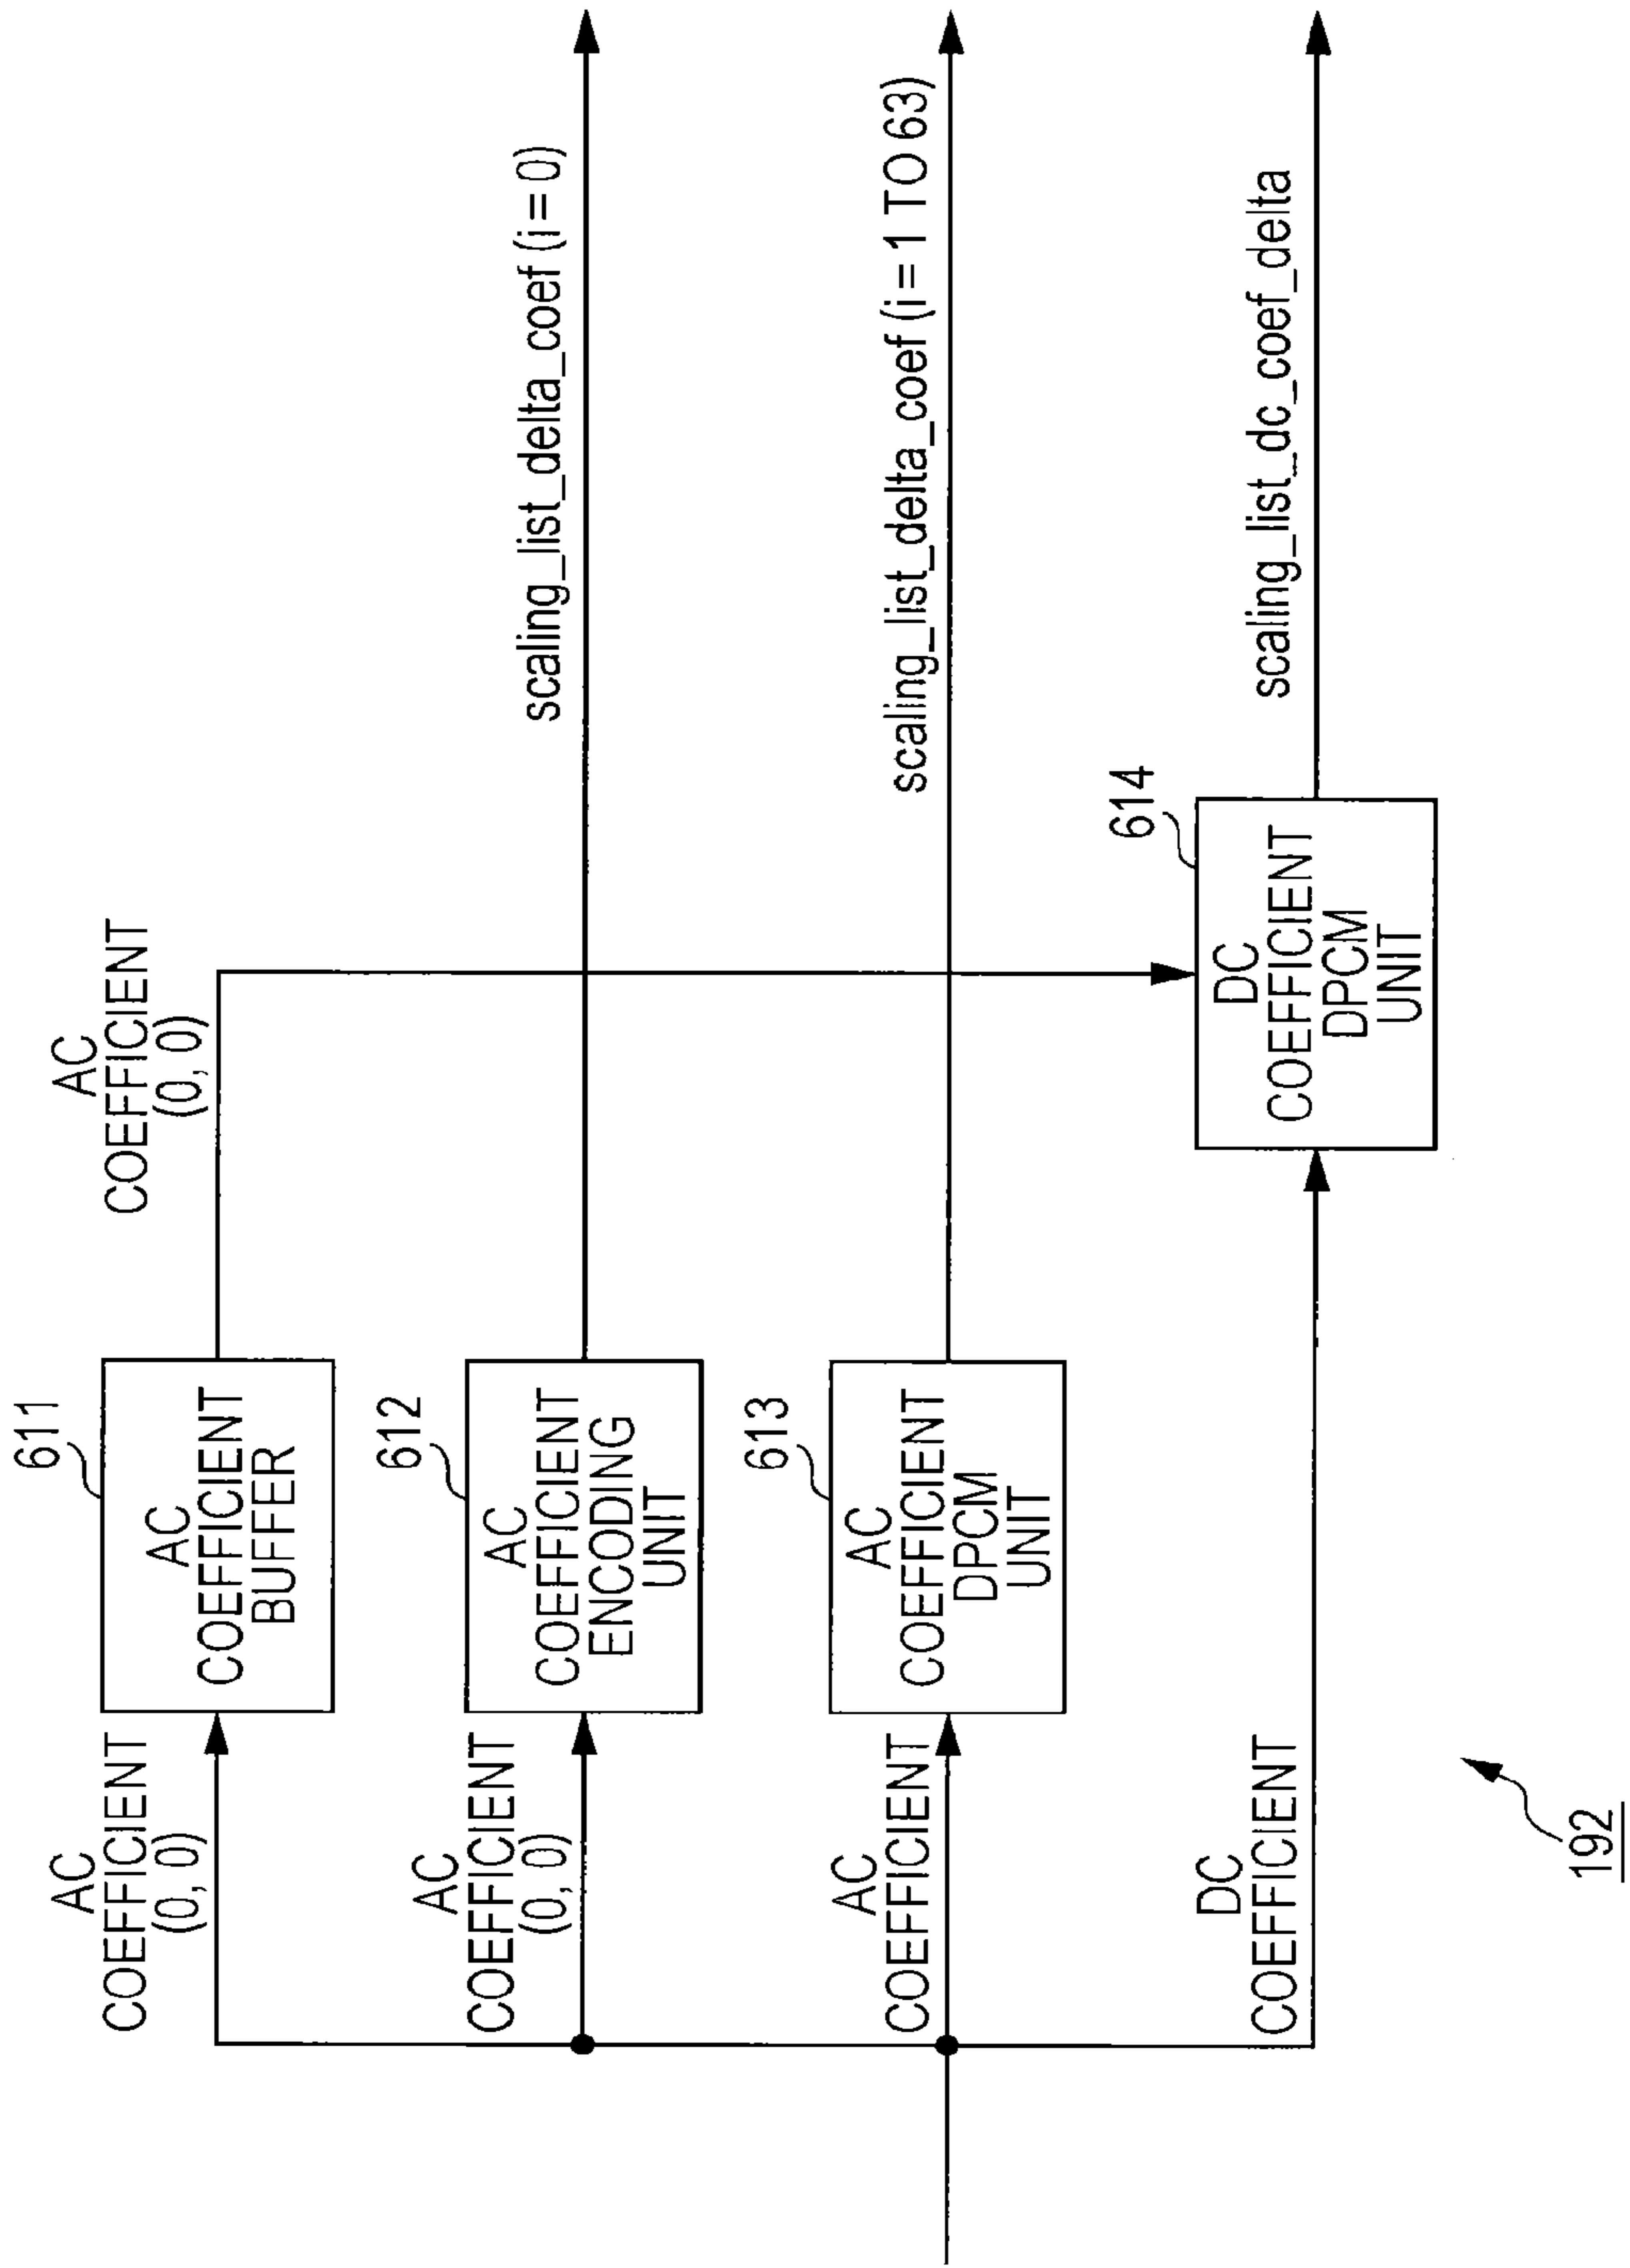 611
AC
COEFFICIENT
(0, 0)
AC
COEFFICIENT
BUFFER
AC
COEFFICIENT
(0, 0)
612
AC
COEFFICIENT
(0, 0)
AC
COEFFICIENT
ENCODING
UNIT
scaling_list_delta_coef (i = 0)
613
AC
COEFFICIENT
AC
COEFFICIENT
DPCM
UNIT
scaling_list_delta_coef (i = 1 TO 63)
614
DC
COEFFICIENT
DC
COEFFICIENT
DPCM
UNIT
scaling_list_dc_coef_delta
192